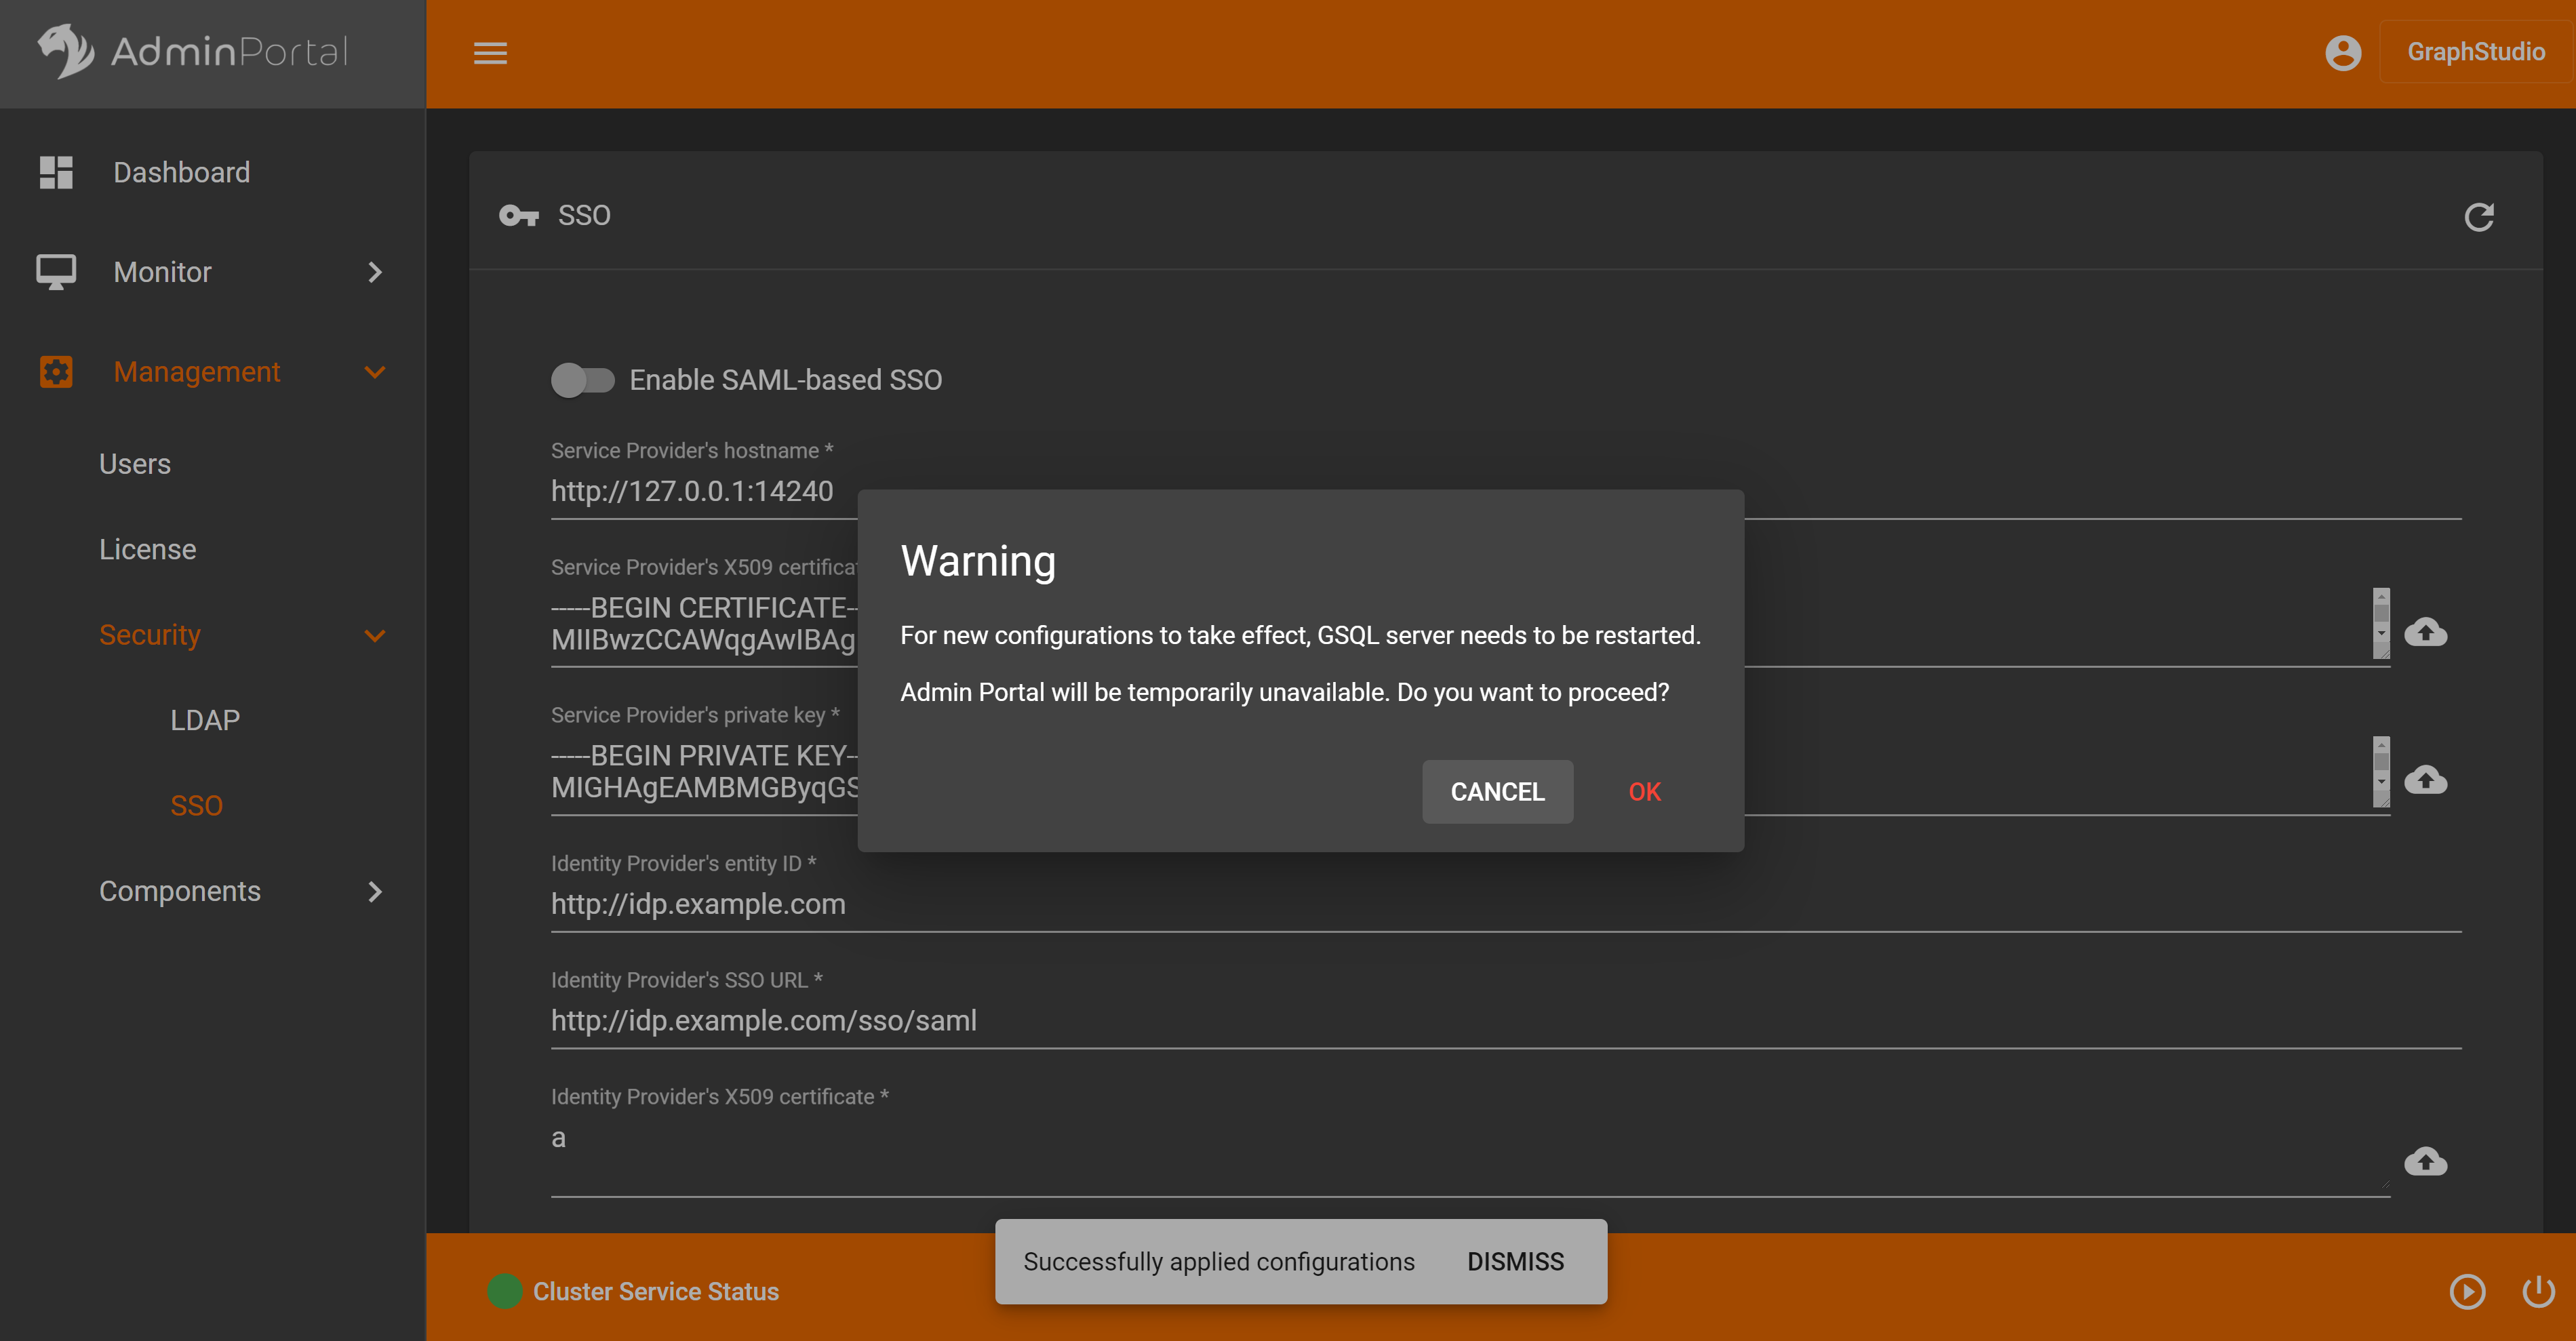 AdminPortal
GraphStudio
Dashboard
Monitor
Management
Users
License
Security
LDAP
SSO
Components
SSO
Enable SAML-based SSO
Service Provider's hostname *
http://127.0.0.1:14240
Service Provider's X509 certifica
-----BEGIN CERTIFICATE--
MIIBwzCCAWqgAwIBAg
Service Provider's private key *
-----BEGIN PRIVATE KEY--
MIGHAgEAMBMGByqGS
Identity Provider's entity ID *
http://idp.example.com
Identity Provider's SSO URL *
http://idp.example.com/sso/saml
Identity Provider's X509 certificate *
a
Warning
For new configurations to take effect, GSQL server needs to be restarted.
Admin Portal will be temporarily unavailable. Do you want to proceed?
CANCEL OK
Successfully applied configurations DISMISS
Cluster Service Status